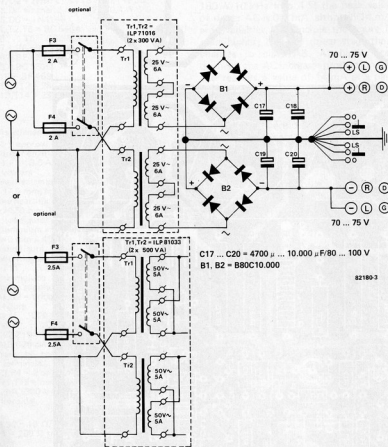 optional
Tr1,Tr2 =
ILP 71016
(2 x 300 VA)
F3
2 A
Tr1
25 V~
6A
25 V~
6A
F4
2 A
Tr2
25 V~
6A
25 V~
6A
B1
B2
C17
C18
C19
C20
70 ... 75 V
+ L G
+ R D
0
LS
LS
0
− R D
− L G
70 ... 75 V
or
optional
Tr1,Tr2 = ILP 81033
(2x 500 VA)
F3
2.5A
Tr1
50V~
5A
50V~
5A
F4
2.5A
Tr2
50V~
5A
50V~
5A
C17 ... C20 = 4700 µ ... 10.000 µF/80 ... 100 V
B1, B2 = B80C10.000
82180-3